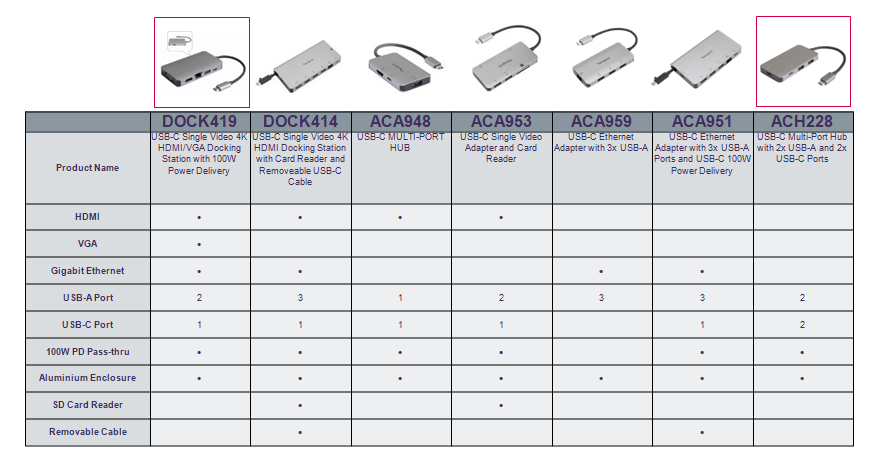 DOCK419 DOCK414 ACA948 ACA953 ACA959 ACA951 ACH228
Product Name
USB-C Single Video 4K
HDMI/VGA Docking
Station with 100W
Power Delivery
USB-C Single Video 4K
HDMI Docking Station
with Card Reader and
Removeable USB-C
Cable
USB-C MULTI-PORT
HUB
USB-C Single Video
Adapter and Card
Reader
USB-C Ethernet
Adapter with 3x USB-A
USB-C Ethernet
Adapter with 3x USB-A
Ports and USB-C 100W
Power Delivery
USB-C Multi-Port Hub
with 2x USB-A and 2x
USB-C Ports
HDMI • • • •
VGA •
Gigabit Ethernet • • • •
USB-A Port 2 3 1 2 3 3 2
USB-C Port 1 1 1 1 1 2
100W PD Pass-thru • • • • • •
Aluminium Enclosure • • • • • • •
SD Card Reader • •
Removable Cable • •